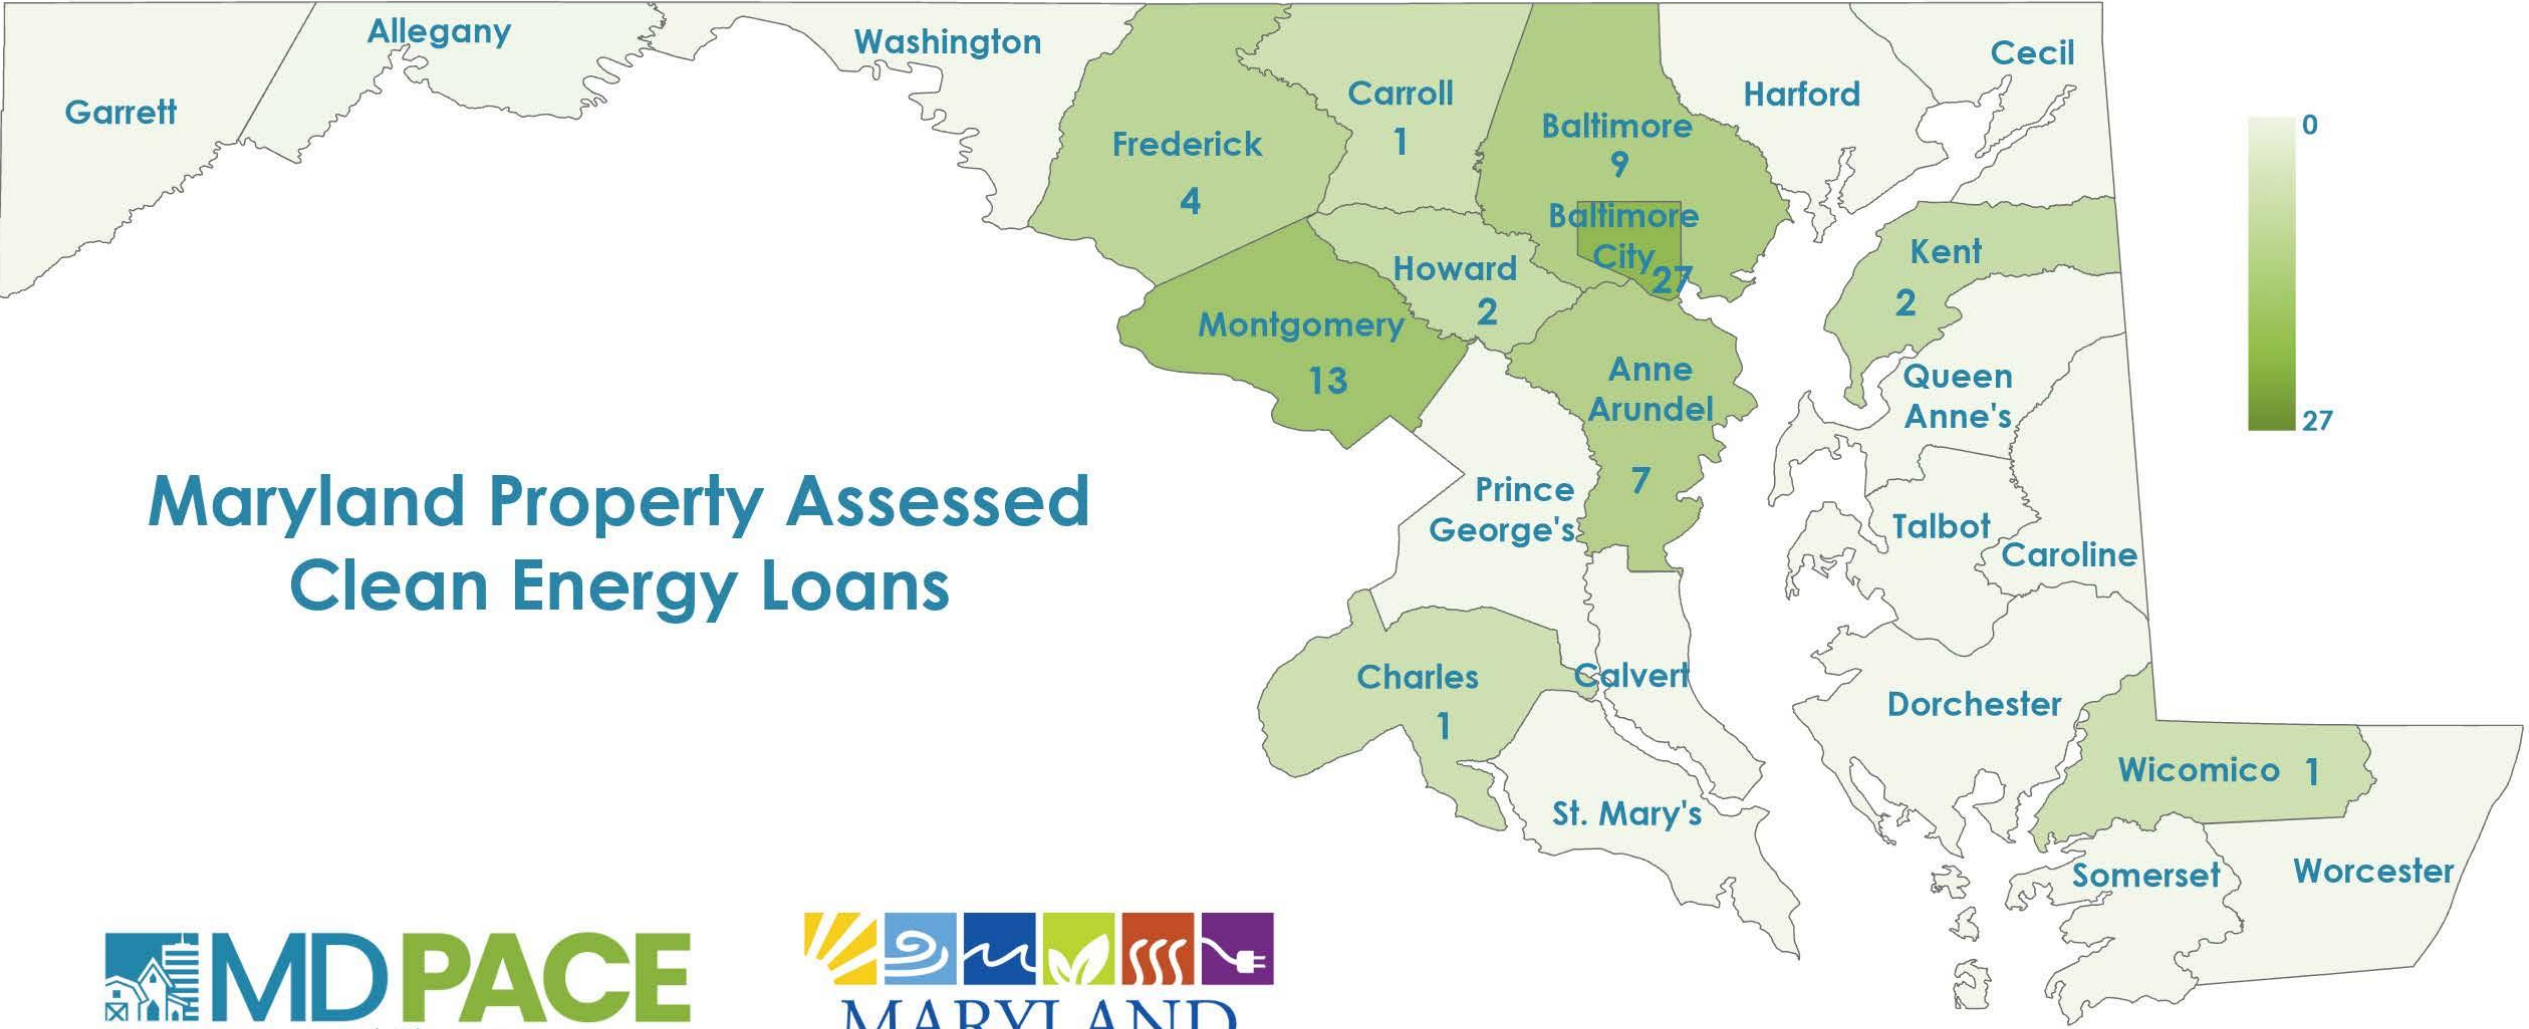 Allegany
Washington
Cecil
Garrett
Carroll
1
Harford
Baltimore
9
Frederick
4
Baltimore
City
27
Kent
2
Howard
2
Montgomery
13
Anne
Arundel
7
Queen
Anne's
0
27
Prince
George's
Talbot
Caroline
Maryland Property Assessed
Clean Energy Loans
Charles
1
Calvert
Dorchester
Wicomico 1
St. Mary's
Somerset
Worcester
MDPACE
MARYLAND